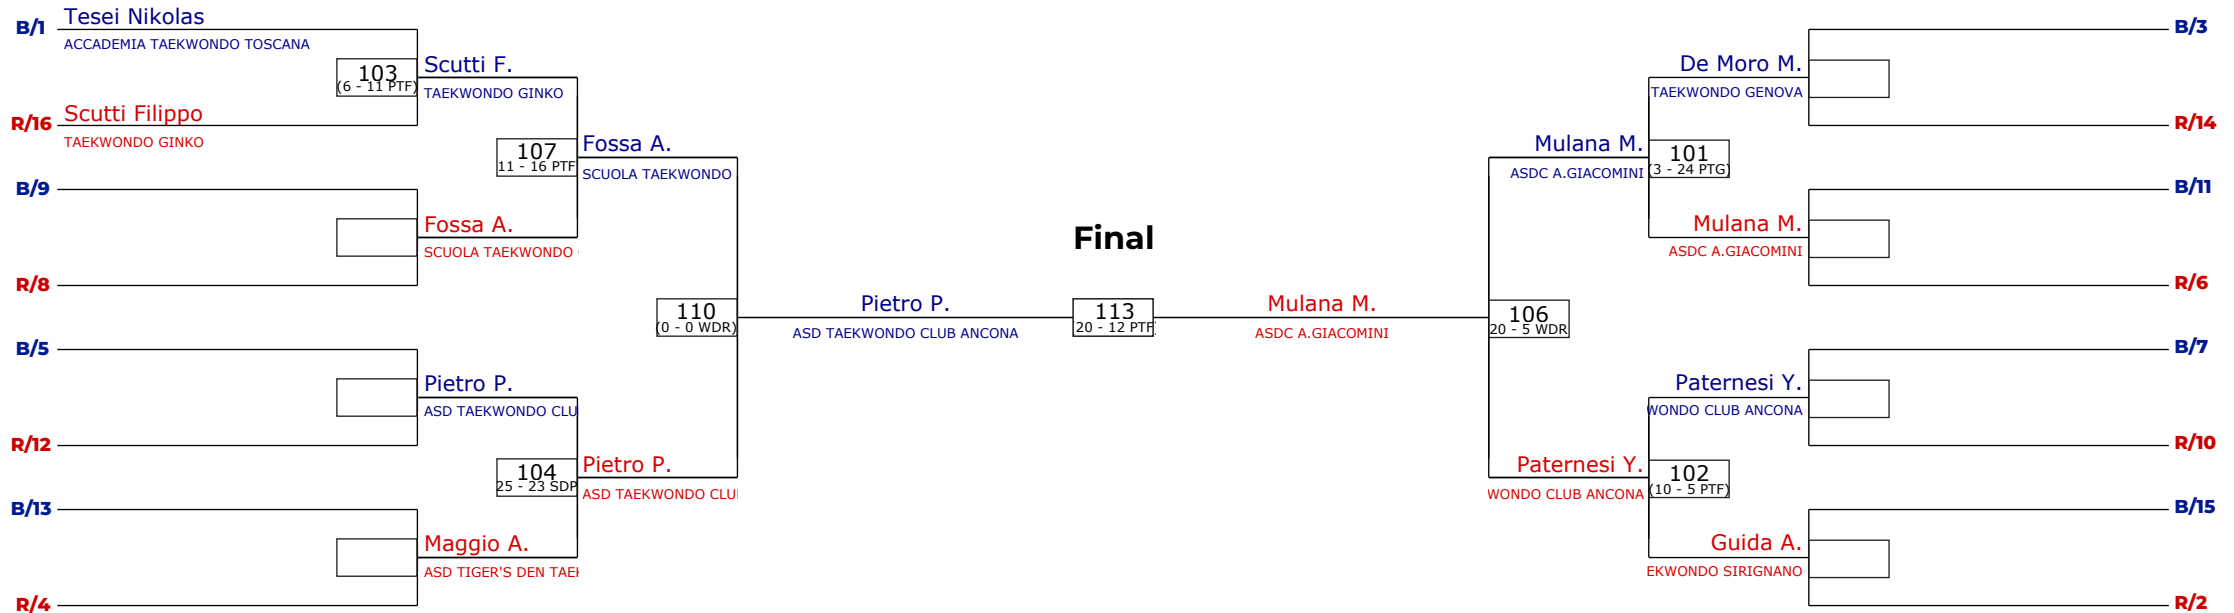 B/1
Tesei Nikolas
ACCADEMIA TAEKWONDO TOSCANA
103
(6 - 11 PTF)
Scutti F.
TAEKWONDO GINKO
R/16
Scutti Filippo
TAEKWONDO GINKO
107
11 - 16 PTF
Fossa A.
SCUOLA TAEKWONDO
B/9
Fossa A.
SCUOLA TAEKWONDO
R/8
110
(0 - 0 WDR)
B/5
Pietro P.
ASD TAEKWONDO CLU
R/12
104
25 - 23 SDP
Pietro P.
ASD TAEKWONDO CLU
B/13
Maggio A.
ASD TIGER'S DEN TAE
R/4
Final
Pietro P.
ASD TAEKWONDO CLUB ANCONA
113
20 - 12 PTF
Mulana M.
ASDC A.GIACOMINI
106
20 - 5 WDR
B/3
De Moro M.
TAEKWONDO GENOVA
R/14
Mulana M.
ASDC A.GIACOMINI
101
(3 - 24 PTG)
B/11
Mulana M.
ASDC A.GIACOMINI
R/6
B/7
Paternesi Y.
WONDO CLUB ANCONA
R/10
Paternesi Y.
WONDO CLUB ANCONA
102
(10 - 5 PTF)
B/15
Guida A.
EKWONDO SIRIGNANO
R/2